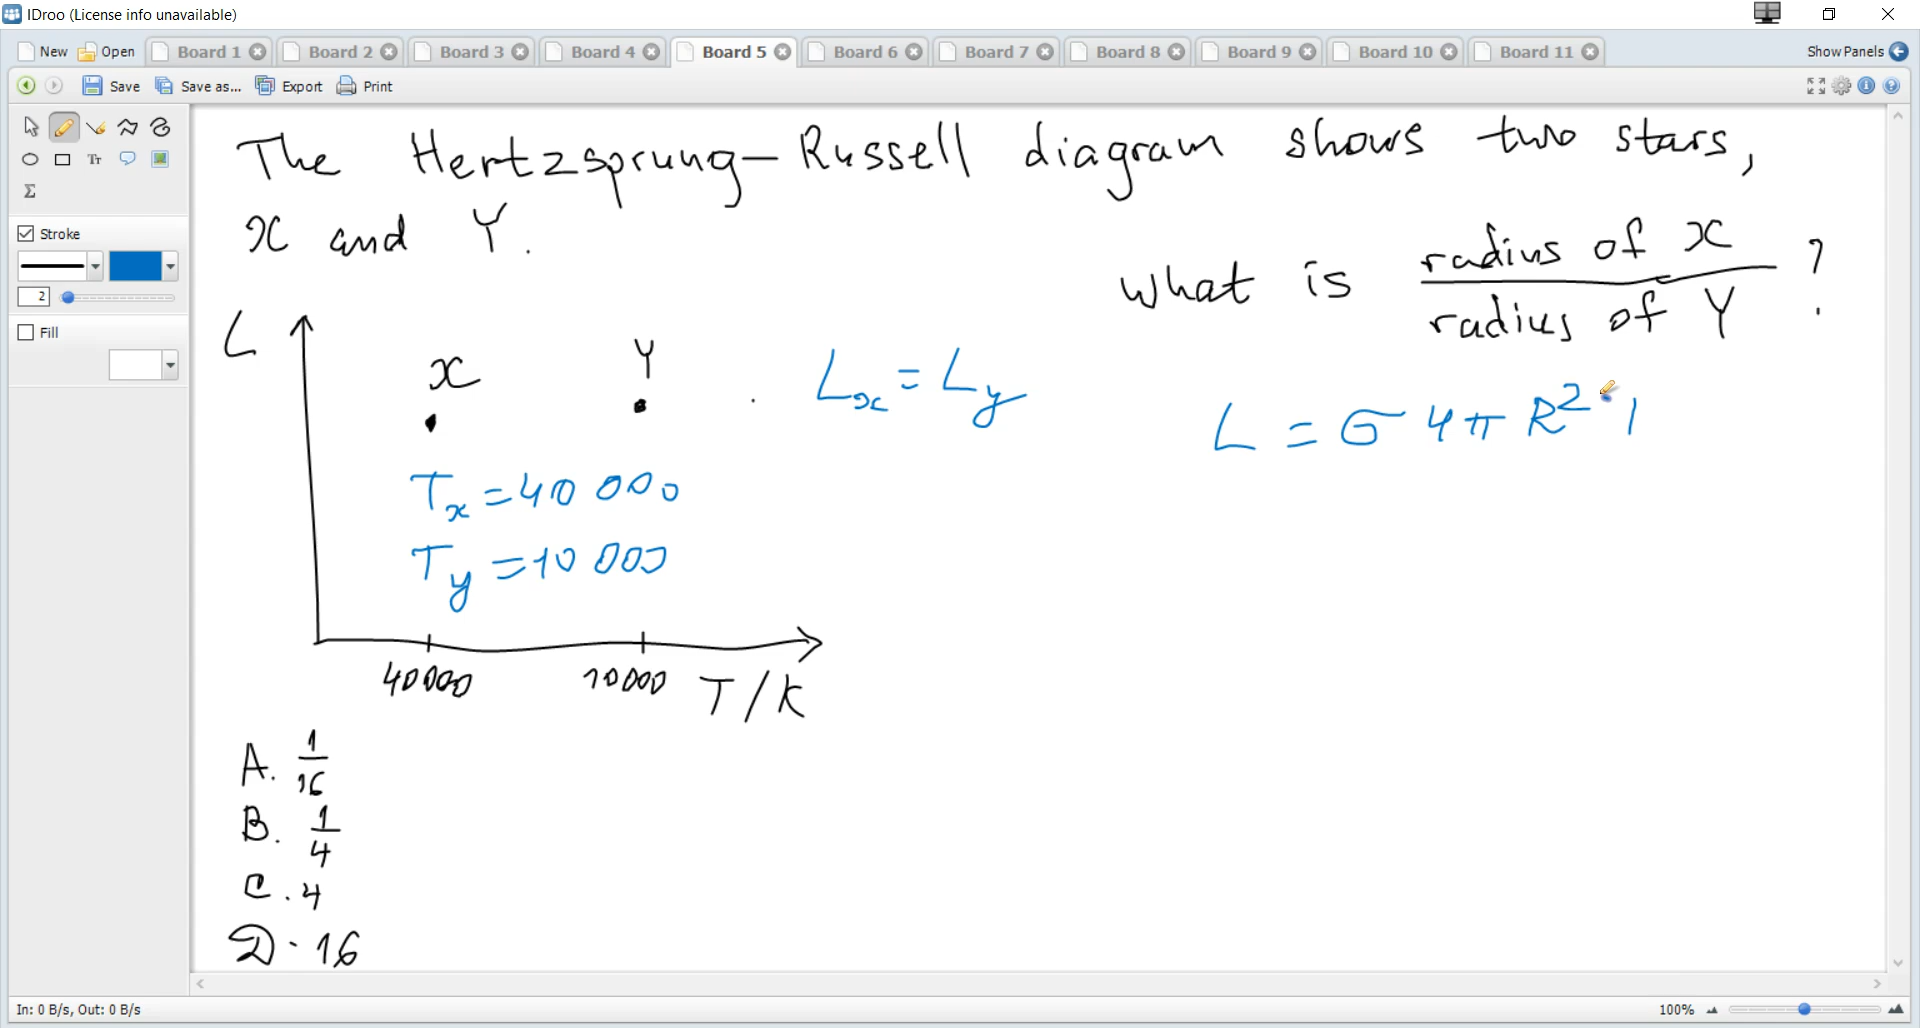 IDroo (License info unavailable)
New Open Board 1 Board 2 Board 3 Board 4 Board 5 Board 6 Board 7 Board 8 Board 9 Board 10 Board 11 Show Panels
Save Save as... Export Print
Tт
Σ
Stroke
2
Fill
The Hertzsprung–Russell diagram shows two stars,
x and Y.
What is radius of x / radius of Y ?
L
x Y
Lx = Ly
L = σ 4π R²
Tx = 40 000
Ty = 10 000
40000 10000 T/K
A. 1/16
B. 1/4
C. 4
D. 16
In: 0 B/s, Out: 0 B/s 100%